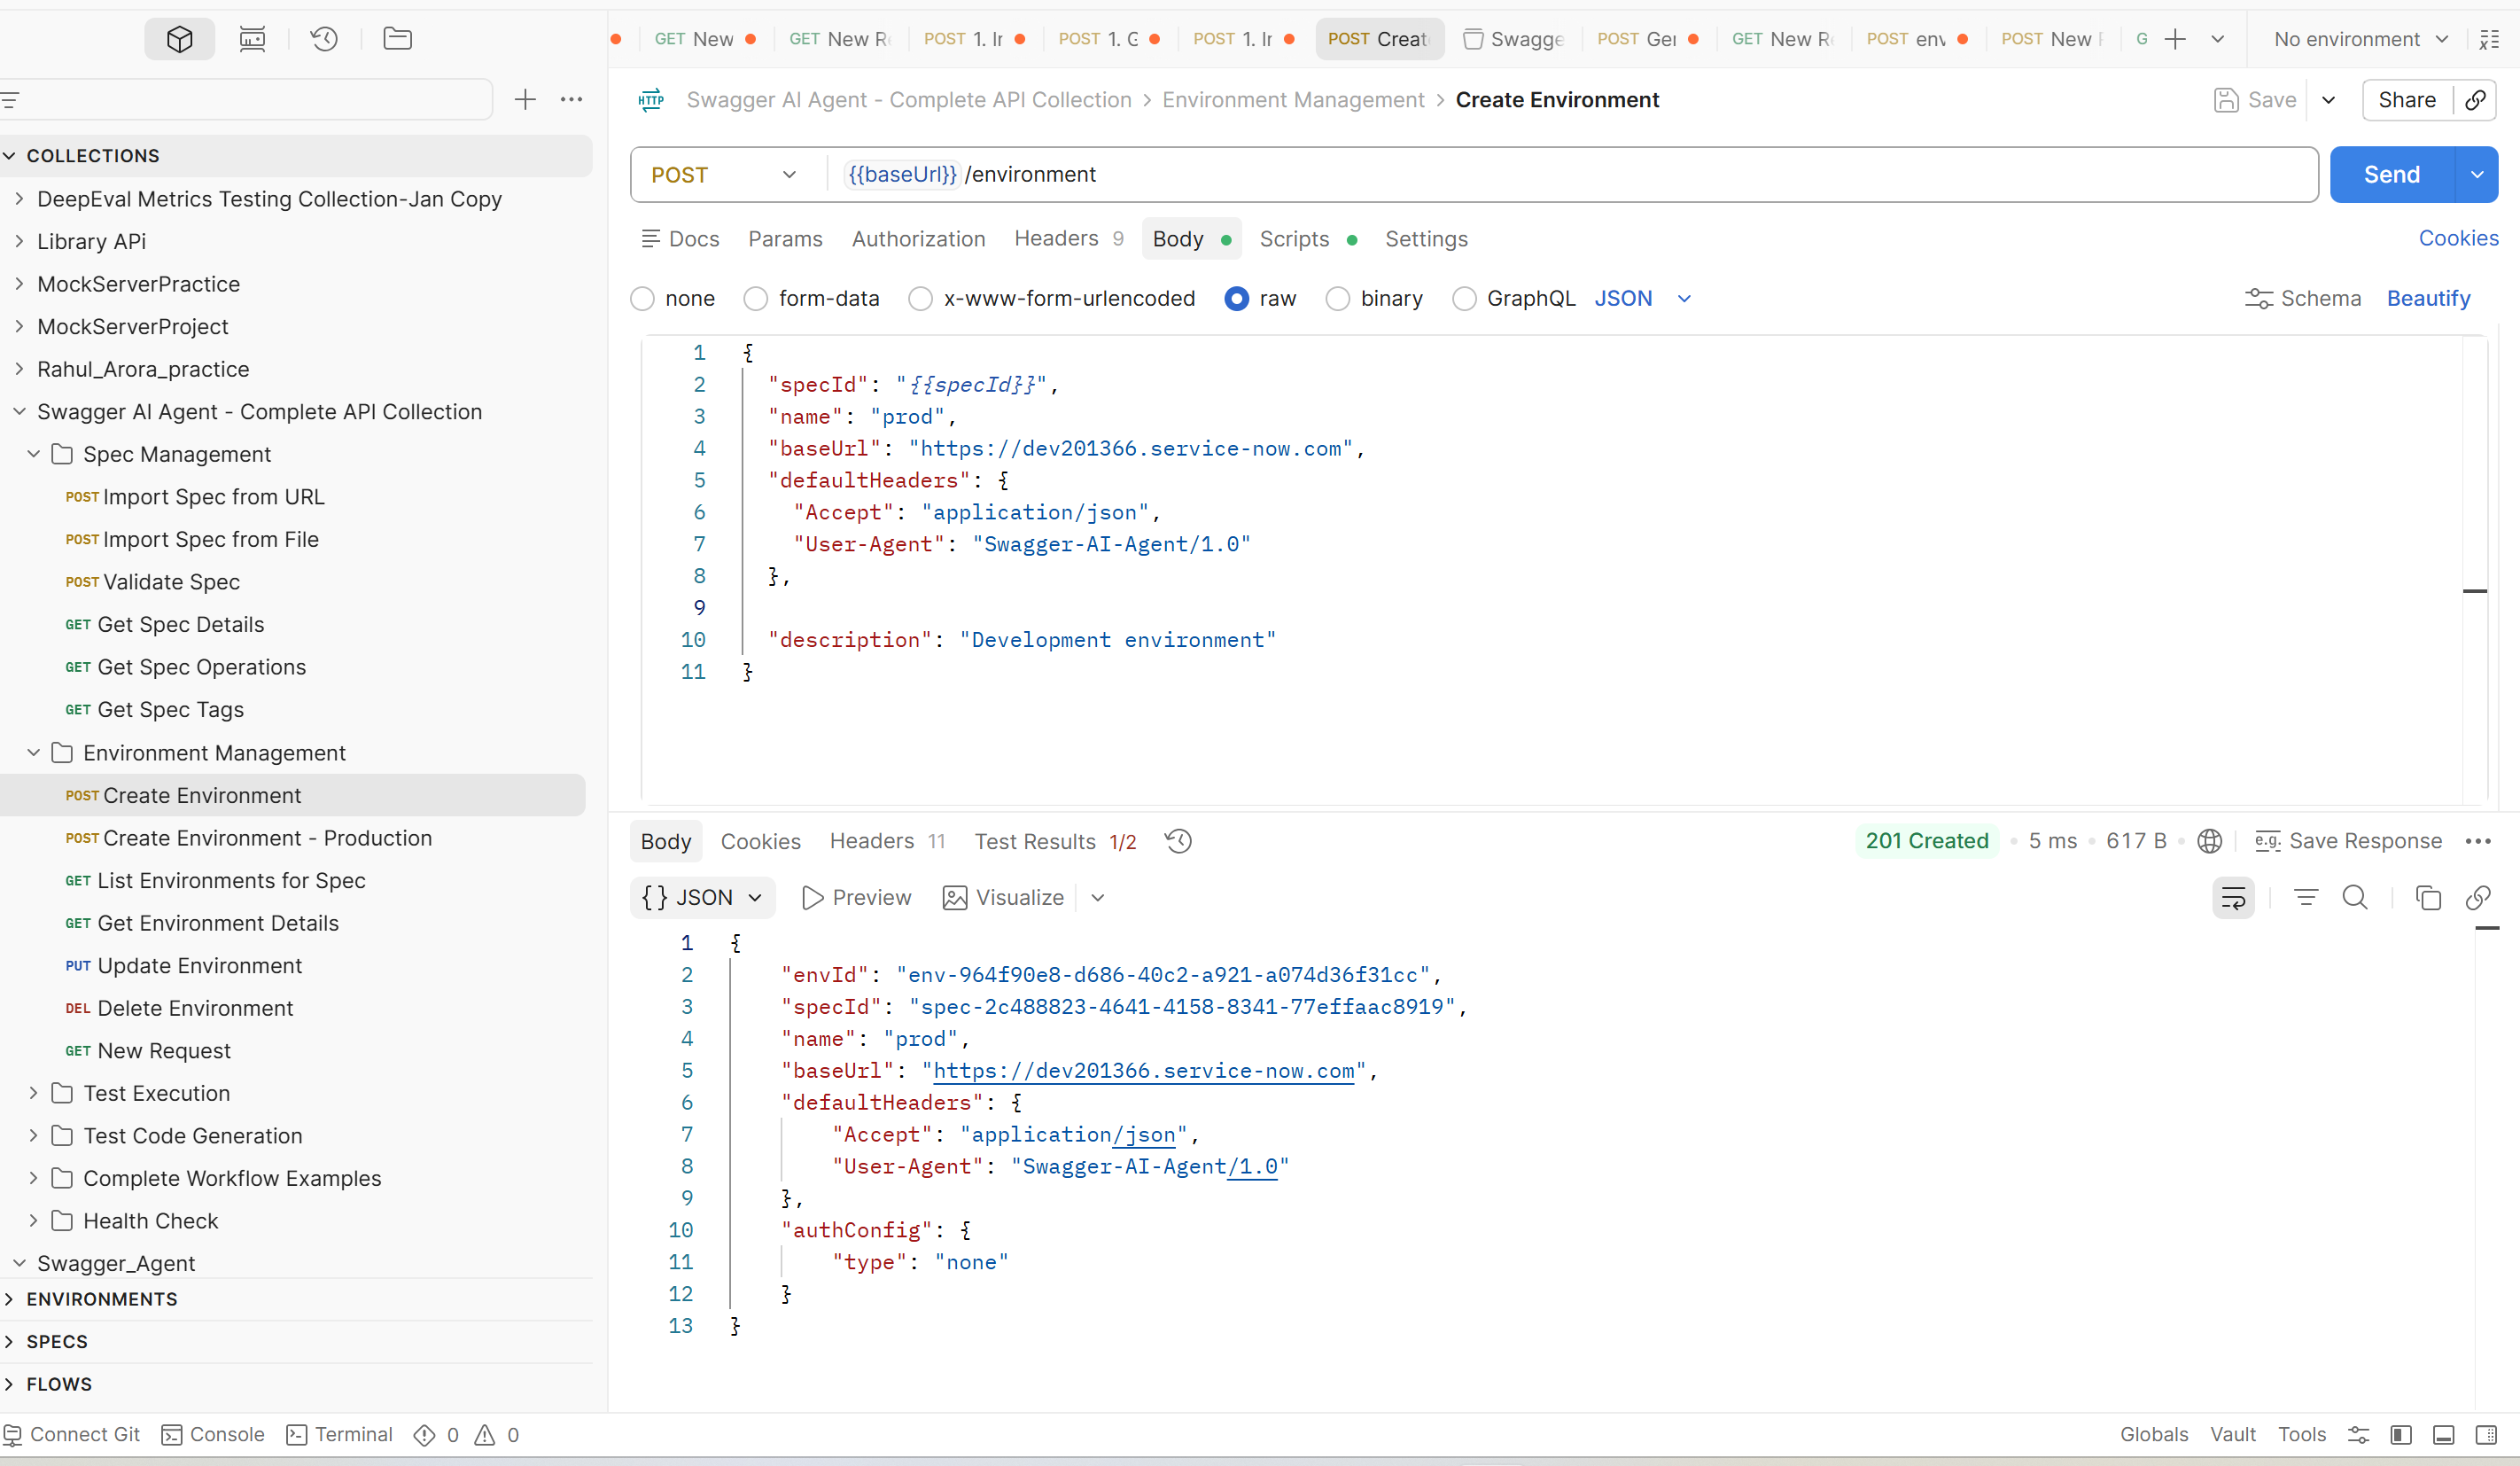 GET New
GET New Re
POST 1. Ir
POST 1. G
POST 1. Ir
POST Creat
Swagge
POST Ger
GET New R
POST env
POST New
G
No environment
Swagger AI Agent - Complete API Collection > Environment Management > Create Environment
Save
Share
COLLECTIONS
DeepEval Metrics Testing Collection-Jan Copy
Library APi
MockServerPractice
MockServerProject
Rahul_Arora_practice
Swagger AI Agent - Complete API Collection
Spec Management
POST Import Spec from URL
POST Import Spec from File
POST Validate Spec
GET Get Spec Details
GET Get Spec Operations
GET Get Spec Tags
Environment Management
POST Create Environment
POST Create Environment - Production
GET List Environments for Spec
GET Get Environment Details
PUT Update Environment
DEL Delete Environment
GET New Request
Test Execution
Test Code Generation
Complete Workflow Examples
Health Check
Swagger_Agent
ENVIRONMENTS
SPECS
FLOWS
HTTP
POST
{{baseUrl}} /environment
Send
Docs Params Authorization Headers 9 Body Scripts Settings Cookies
none form-data x-www-form-urlencoded raw binary GraphQL JSON Schema Beautify
1 {
2 "specId": "{{specId}}",
3 "name": "prod",
4 "baseUrl": "https://dev201366.service-now.com",
5 "defaultHeaders": {
6 "Accept": "application/json",
7 "User-Agent": "Swagger-AI-Agent/1.0"
8 },
9
10 "description": "Development environment"
11 }
Body Cookies Headers 11 Test Results 1/2 201 Created 5 ms 617 B e.g. Save Response
{} JSON Preview Visualize
1 {
2 "envId": "env-964f90e8-d686-40c2-a921-a074d36f31cc",
3 "specId": "spec-2c488823-4641-4158-8341-77effaac8919",
4 "name": "prod",
5 "baseUrl": "https://dev201366.service-now.com",
6 "defaultHeaders": {
7 "Accept": "application/json",
8 "User-Agent": "Swagger-AI-Agent/1.0"
9 },
10 "authConfig": {
11 "type": "none"
12 }
13 }
Connect Git Console Terminal 0 0 Globals Vault Tools